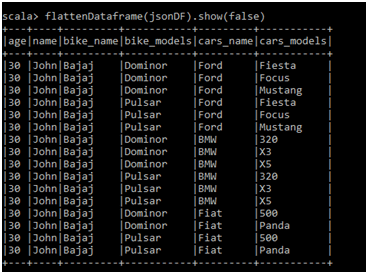 scala> flattenDataframe(jsonDF).show(false)
+---+----+---------+-----------+---------+-----------+
|age|name|bike_name|bike_models|cars_name|cars_models|
+---+----+---------+-----------+---------+-----------+
|30 |John|Bajaj    |Dominor    |Ford     |Fiesta     |
|30 |John|Bajaj    |Dominor    |Ford     |Focus      |
|30 |John|Bajaj    |Dominor    |Ford     |Mustang    |
|30 |John|Bajaj    |Pulsar     |Ford     |Fiesta     |
|30 |John|Bajaj    |Pulsar     |Ford     |Focus      |
|30 |John|Bajaj    |Pulsar     |Ford     |Mustang    |
|30 |John|Bajaj    |Dominor    |BMW      |320        |
|30 |John|Bajaj    |Dominor    |BMW      |X3         |
|30 |John|Bajaj    |Dominor    |BMW      |X5         |
|30 |John|Bajaj    |Pulsar     |BMW      |320        |
|30 |John|Bajaj    |Pulsar     |BMW      |X3         |
|30 |John|Bajaj    |Pulsar     |BMW      |X5         |
|30 |John|Bajaj    |Dominor    |Fiat     |500        |
|30 |John|Bajaj    |Dominor    |Fiat     |Panda      |
|30 |John|Bajaj    |Pulsar     |Fiat     |500        |
|30 |John|Bajaj    |Pulsar     |Fiat     |Panda      |
+---+----+---------+-----------+---------+-----------+